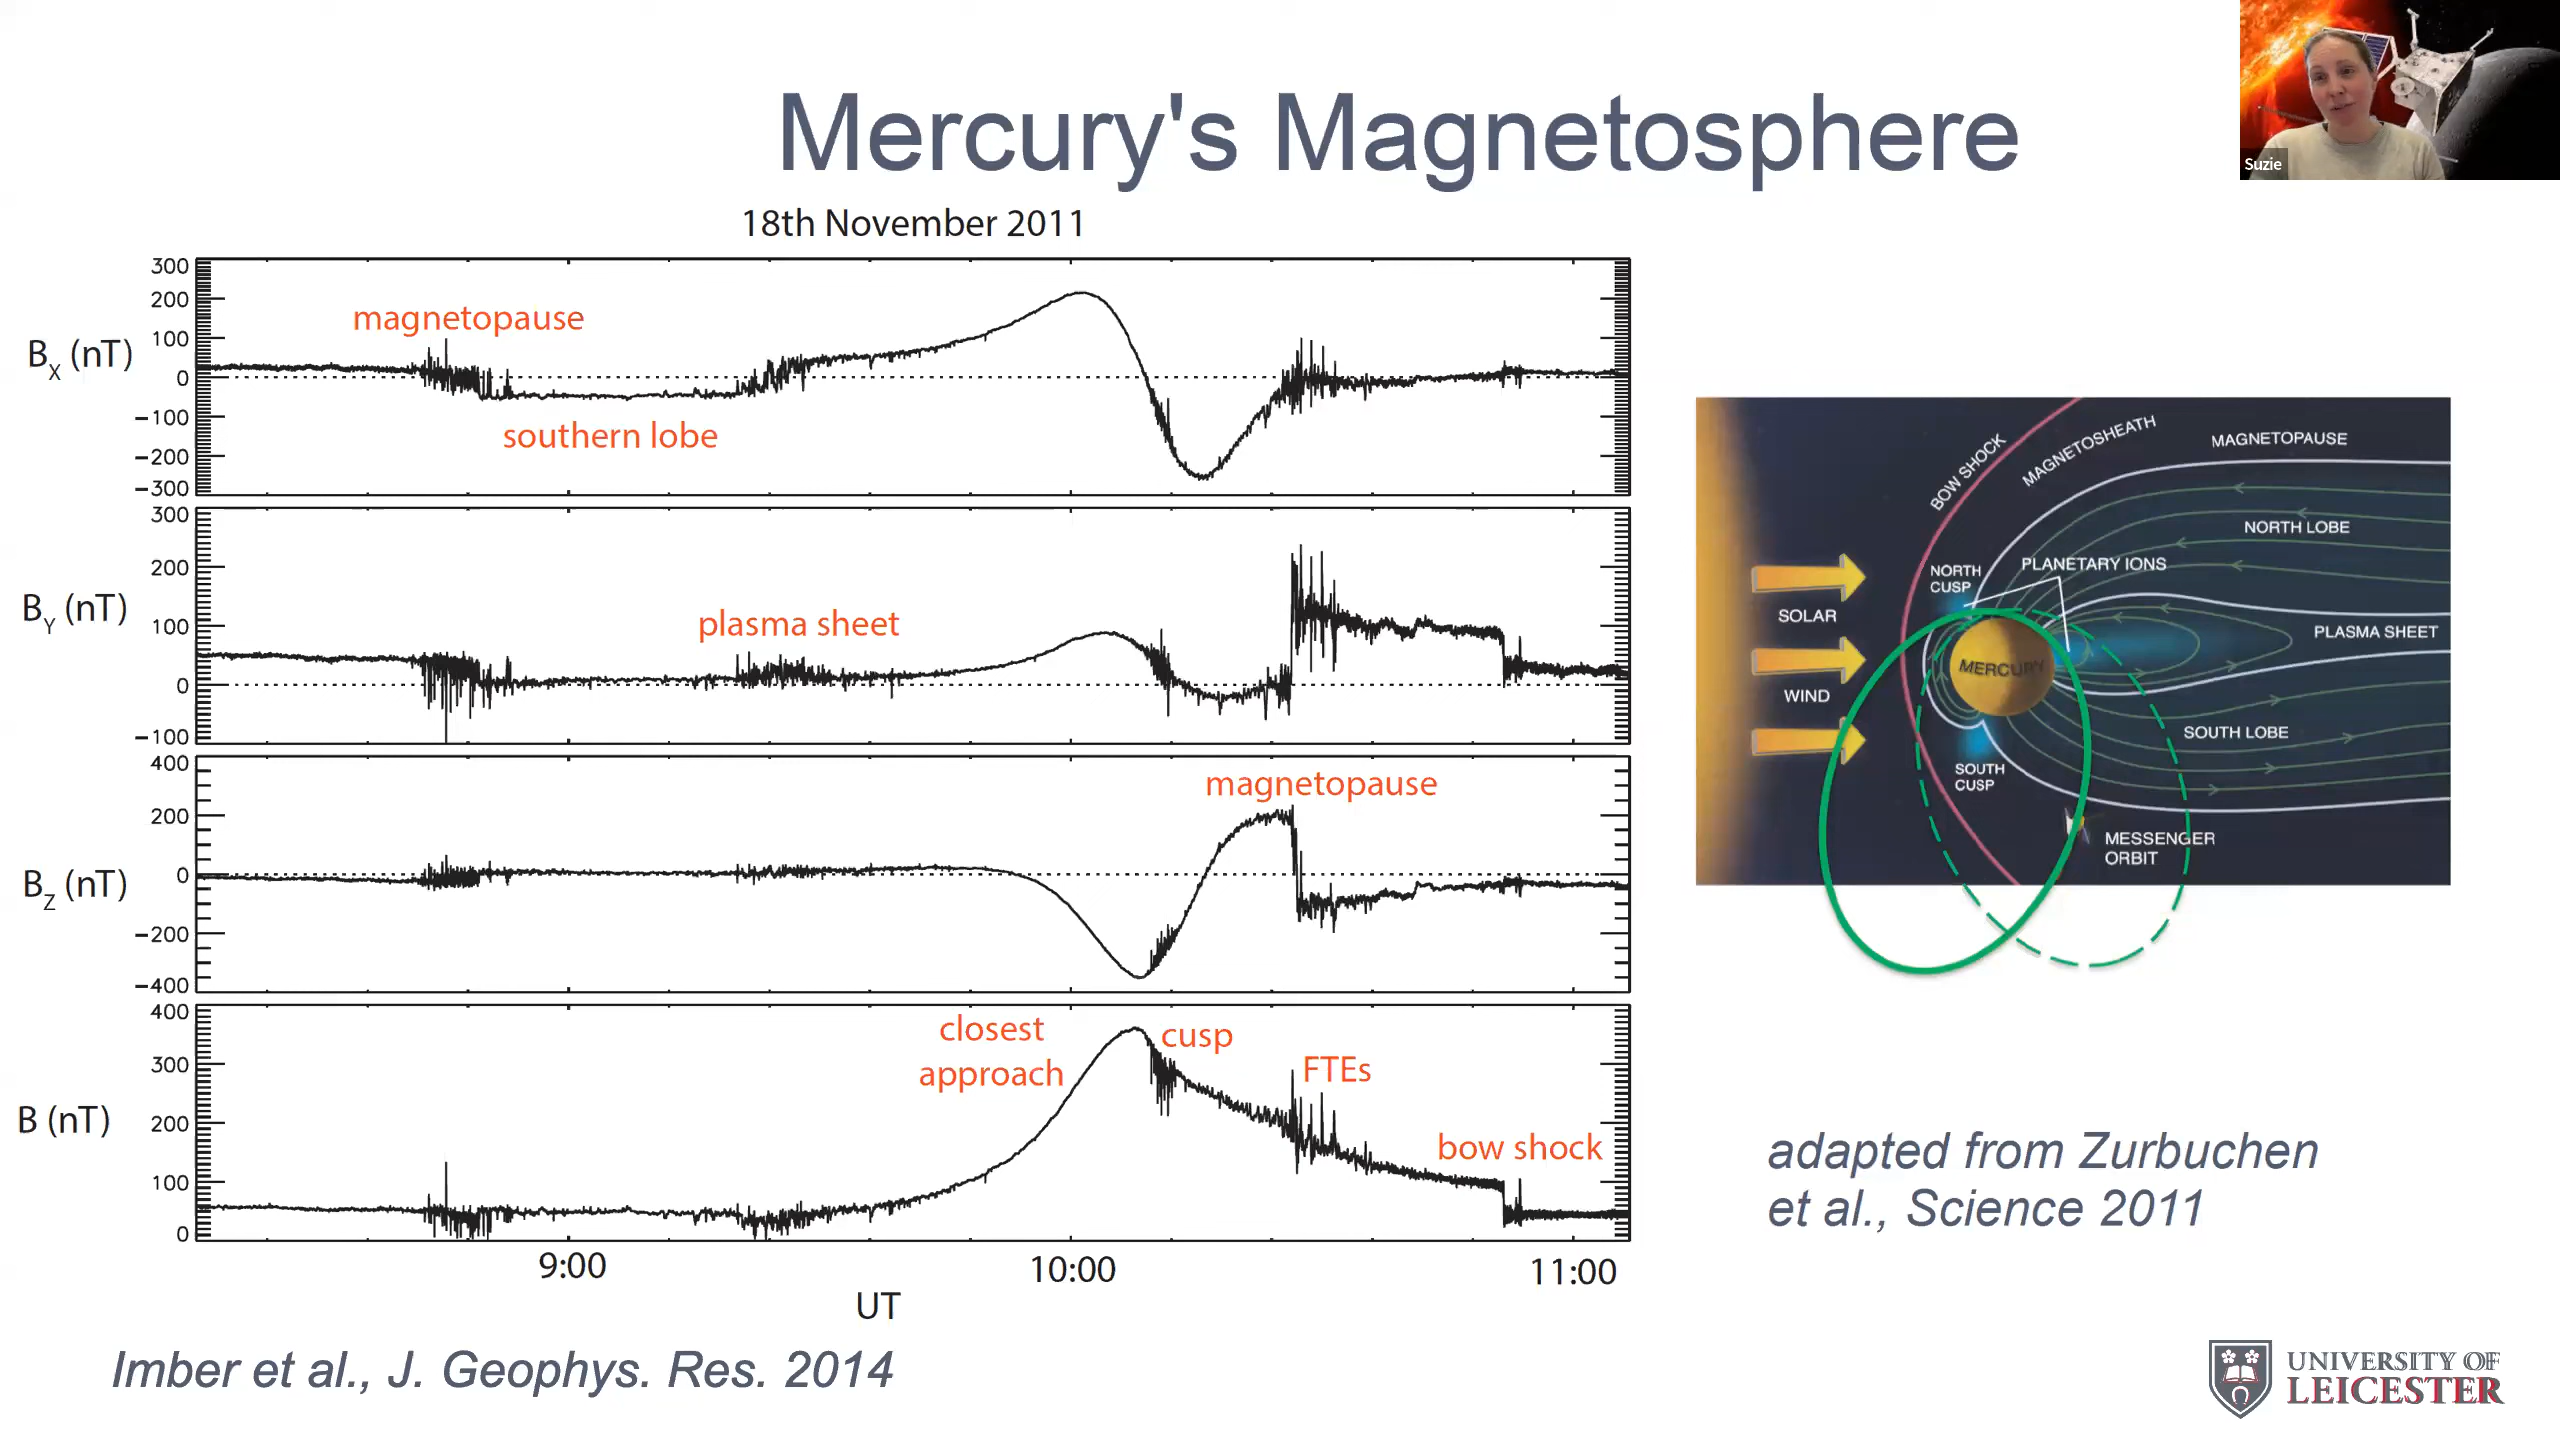 Mercury's Magnetosphere
Suzie
18th November 2011
300
200
100
0
−100
−200
−300
BX (nT)
magnetopause
southern lobe
300
200
100
0
−100
BY (nT)
plasma sheet
400
200
0
−200
−400
BZ (nT)
magnetopause
400
300
200
100
0
B (nT)
closest
approach
cusp
FTEs
bow shock
9:00
10:00
11:00
UT
Imber et al., J. Geophys. Res. 2014
BOW SHOCK
MAGNETOSHEATH
MAGNETOPAUSE
NORTH LOBE
NORTH
CUSP
PLANETARY IONS
SOLAR
WIND
MERCURY
PLASMA SHEET
SOUTH LOBE
SOUTH
CUSP
MESSENGER
ORBIT
adapted from Zurbuchen
et al., Science 2011
UNIVERSITY OF
LEICESTER